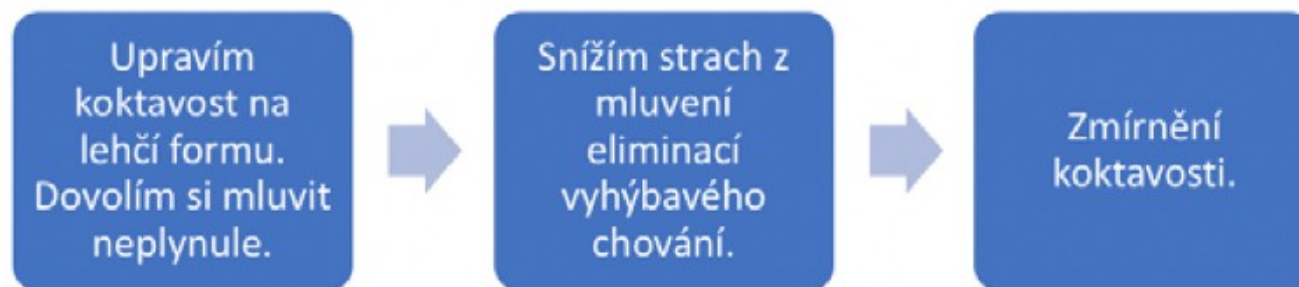 Upravím
koktavost na
lehčí formu.
Dovolím si mluvit
neplynule.
Snížím strach z
mluvení
eliminací
vyhýbavého
chování.
Zmírnění
koktavosti.